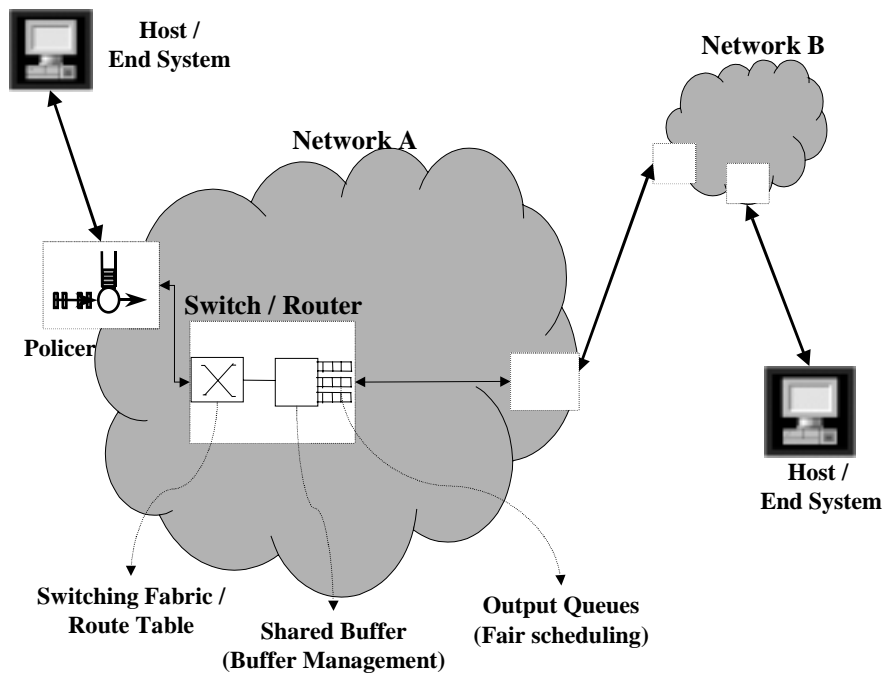 Host /
End System
Network B
Network A
Switch / Router
Policer
Host /
End System
Switching Fabric /
Route Table
Shared Buffer
(Buffer Management)
Output Queues
(Fair scheduling)